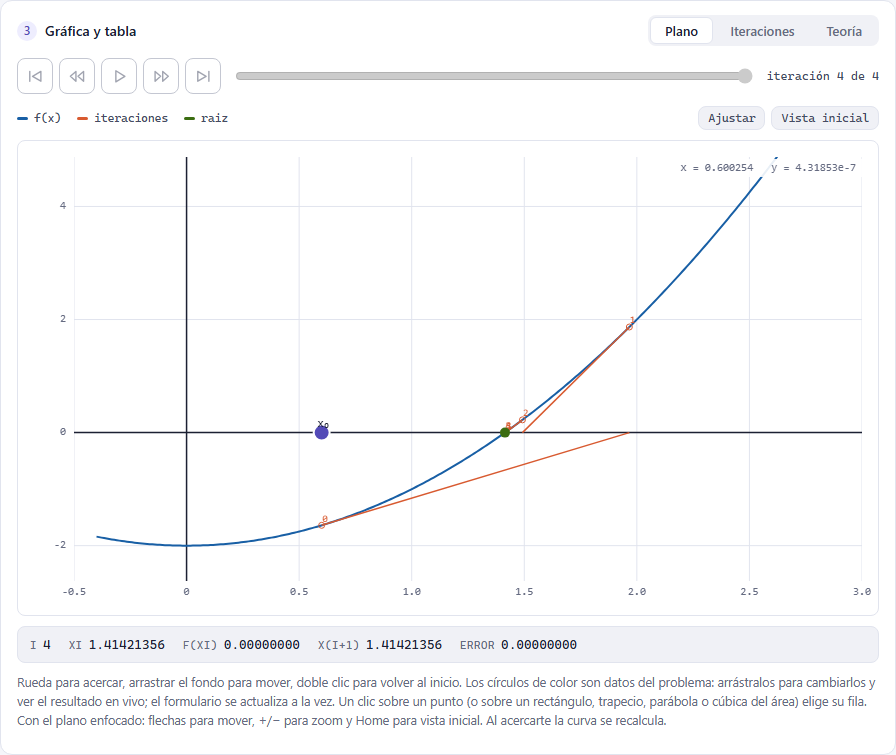 3 Gráfica y tabla
Plano Iteraciones Teoría
iteración 4 de 4
f(x) iteraciones raiz
Ajustar Vista inicial
x = 0.600254 y = 4.31853e-7
4
2
0
-2
-0.5 0 0.5 1.0 1.5 2.0 2.5 3.0
X₀
0
1
2
I 4 XI 1.41421356 F(XI) 0.00000000 X(I+1) 1.41421356 ERROR 0.00000000
Rueda para acercar, arrastrar el fondo para mover, doble clic para volver al inicio. Los círculos de color son datos del problema: arrástralos para cambiarlos y
ver el resultado en vivo; el formulario se actualiza a la vez. Un clic sobre un punto (o sobre un rectángulo, trapecio, parábola o cúbica del área) elige su fila.
Con el plano enfocado: flechas para mover, +/− para zoom y Home para vista inicial. Al acercarte la curva se recalcula.